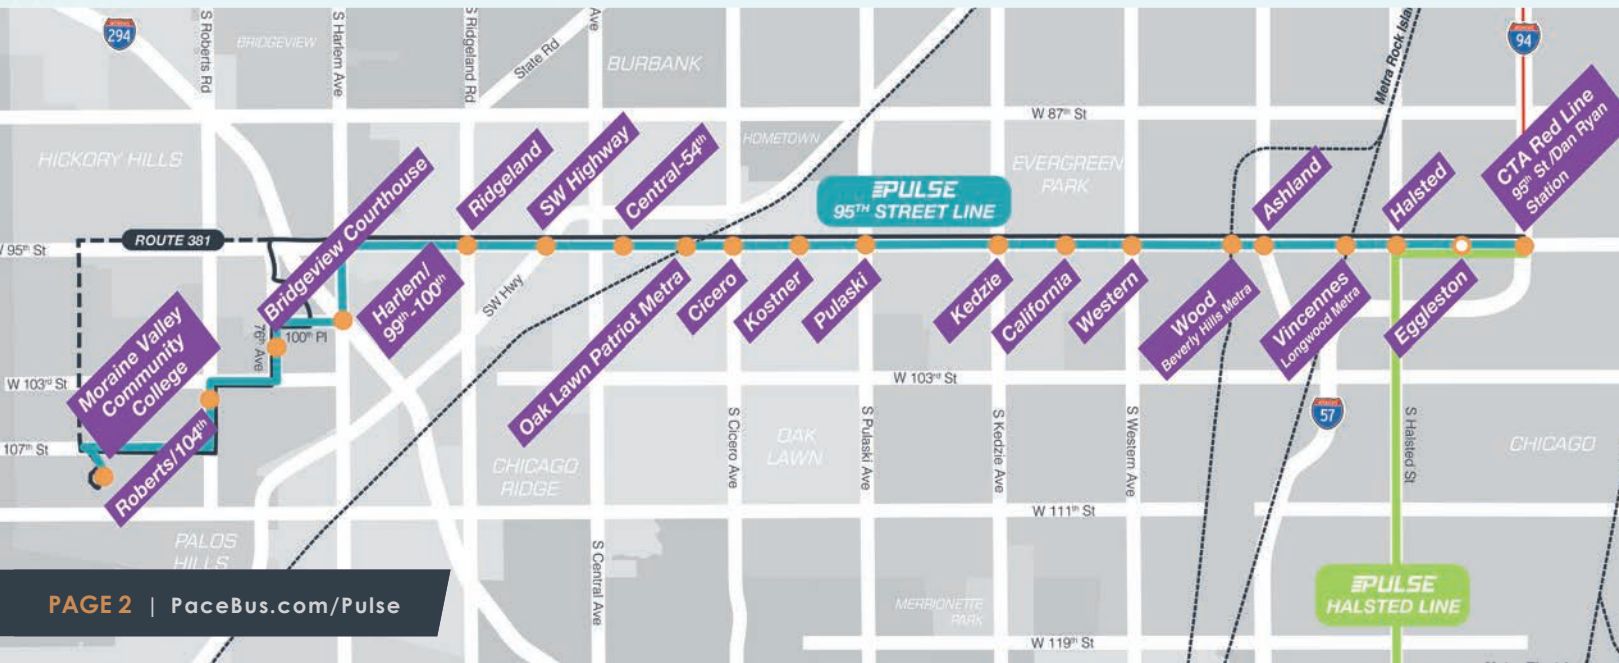 INTERSTATE
294
S Roberts Rd
BRIDGEVIEW
S Harlem Ave
S Ridgeland Rd
State Rd
Ave
BURBANK
Metra Rock Islan
INTERSTATE
94
W 87th St
HICKORY HILLS
HOMETOWN
EVERGREEN
PARK
PULSE
95TH STREET LINE
W 95th St
ROUTE 381
Bridgeview Courthouse
Ridgeland
SW Highway
Central-54th
Ashland
Halsted
CTA Red Line
95th St /Dan Ryan
Station
Moraine Valley
Community
College
Roberts/104th
76th Ave
100th Pl
Harlem/
99th-100th
SW Hwy
Oak Lawn Patriot Metra
Cicero
Kostner
Pulaski
Kedzie
California
Western
Wood
Beverly Hills Metra
Vincennes
Longwood Metra
Eggleston
W 103rd St
W 103rd St
107th St
INTERSTATE
57
S Cicero Ave
S Pulaski Ave
S Kedzie Ave
S Western Ave
S Halsted St
CHICAGO
RIDGE
OAK
LAWN
CHICAGO
W 111th St
PALOS
HILLS
S Central Ave
MERRIONETTE
PARK
PULSE
HALSTED LINE
PAGE 2 | PaceBus.com/Pulse
W 119th St